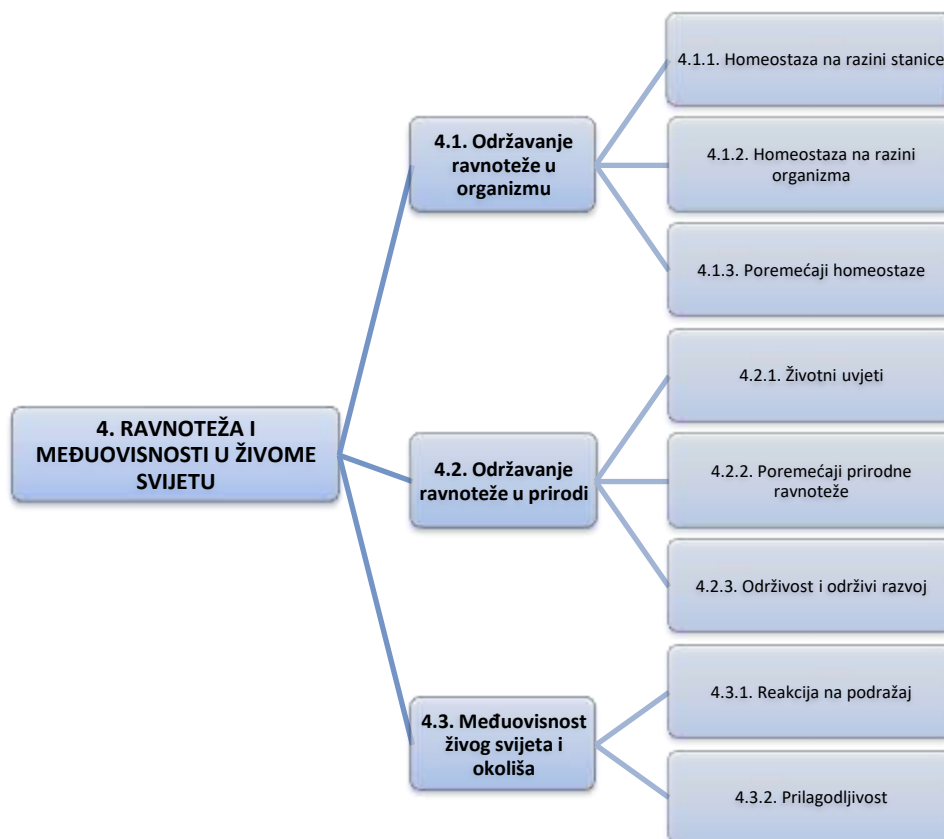 4. RAVNOTEŽA I
MEĐUOVISNOSTI U ŽIVOME
SVIJETU
4.1. Održavanje
ravnoteže u
organizmu
4.1.1. Homeostaza na razini stanice
4.1.2. Homeostaza na razini
organizma
4.1.3. Poremećaji homeostaze
4.2. Održavanje
ravnoteže u prirodi
4.2.1. Životni uvjeti
4.2.2. Poremećaji prirodne
ravnoteže
4.2.3. Održivost i održivi razvoj
4.3. Međuovisnost
živog svijeta i
okoliša
4.3.1. Reakcija na podražaj
4.3.2. Prilagodljivost